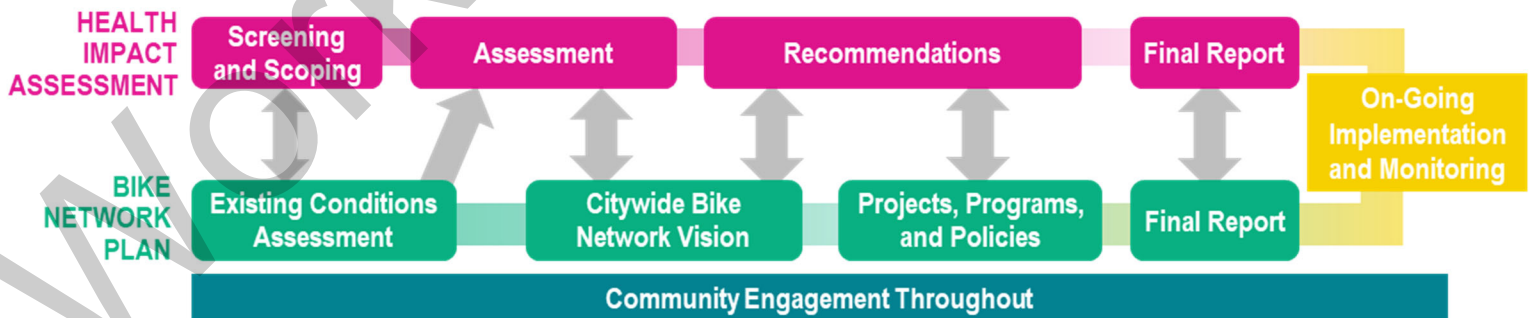 HEALTH
IMPACT
ASSESSMENT
Screening
and Scoping
Assessment
Recommendations
Final Report
On-Going
Implementation
and Monitoring
BIKE
NETWORK
PLAN
Existing Conditions
Assessment
Citywide Bike
Network Vision
Projects, Programs,
and Policies
Final Report
Community Engagement Throughout